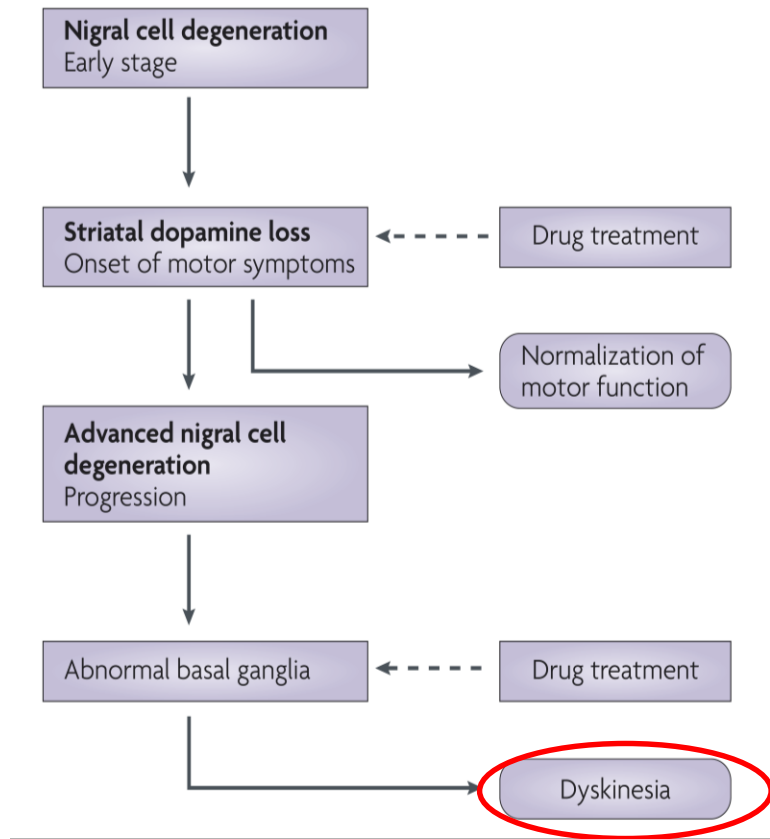 Nigral cell degeneration
Early stage
Striatal dopamine loss
Onset of motor symptoms
Drug treatment
Normalization of
motor function
Advanced nigral cell
degeneration
Progression
Abnormal basal ganglia
Drug treatment
Dyskinesia